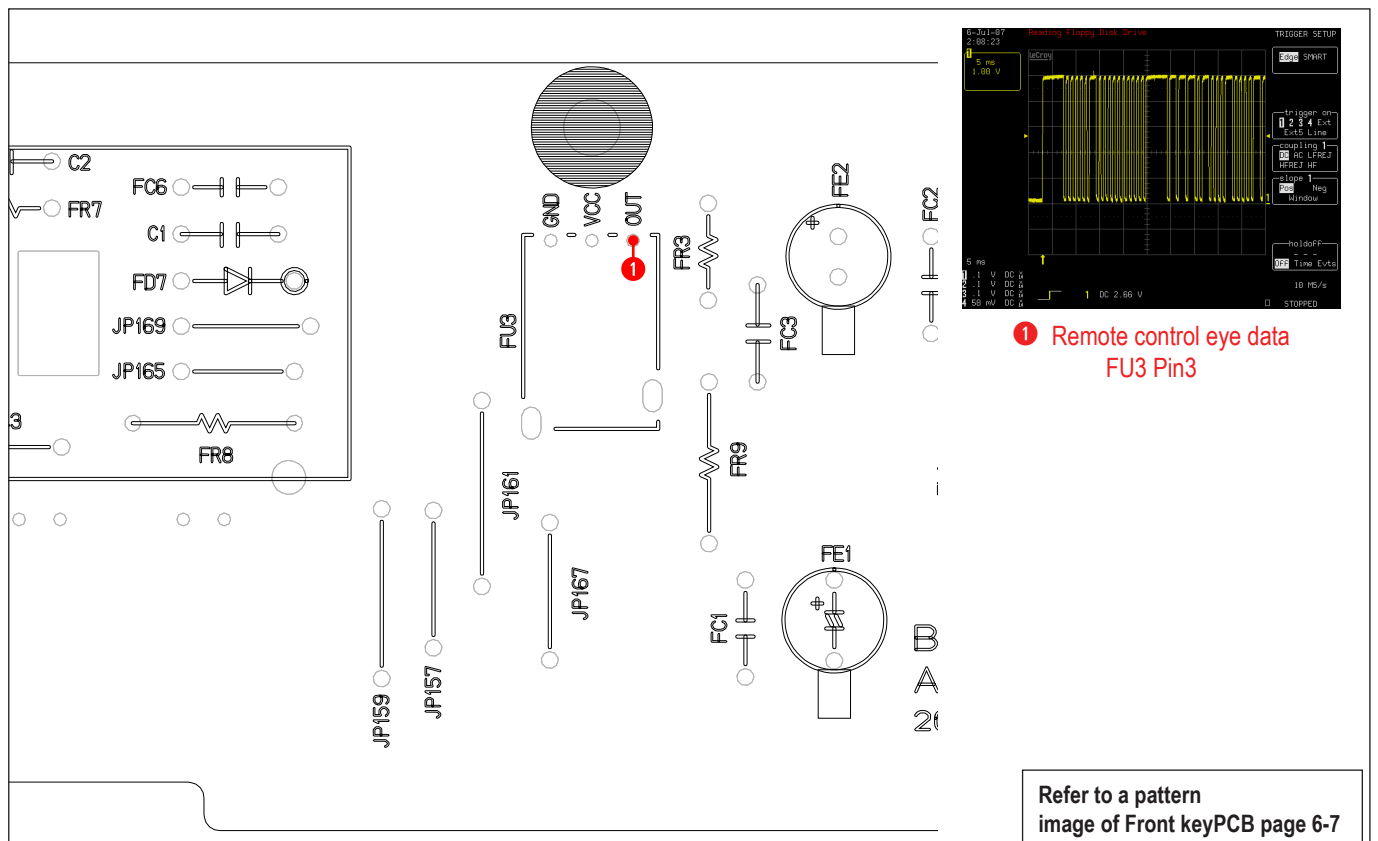 C2
FR7
FC6
C1
FD7
JP169
JP165
3
FR8
GND
VCC
OUT
1
FU3
FR3
FC3
FE2
FC2
FR9
JP161
JP167
JP159
JP157
FC1
FE1
B
A
6-Jul-07
2:08:23
Reading Floppy Disk Drive
1
5 ms
1.00 V
LeCroy
TRIGGER SETUP
Edge SMART
trigger on
1 2 3 4 Ext
Ext5 Line
coupling 1
DC AC LFREJ
HFREJ HF
slope 1
Pos Neg
Window
1
holdoff
OFF Time Evts
5 ms
1 .1 V DC
2 .1 V DC
3 .1 V DC
4 50 mV DC
1 DC 2.66 V
10 MS/s
STOPPED
1 Remote control eye data
FU3 Pin3
Refer to a pattern
image of Front keyPCB page 6-7